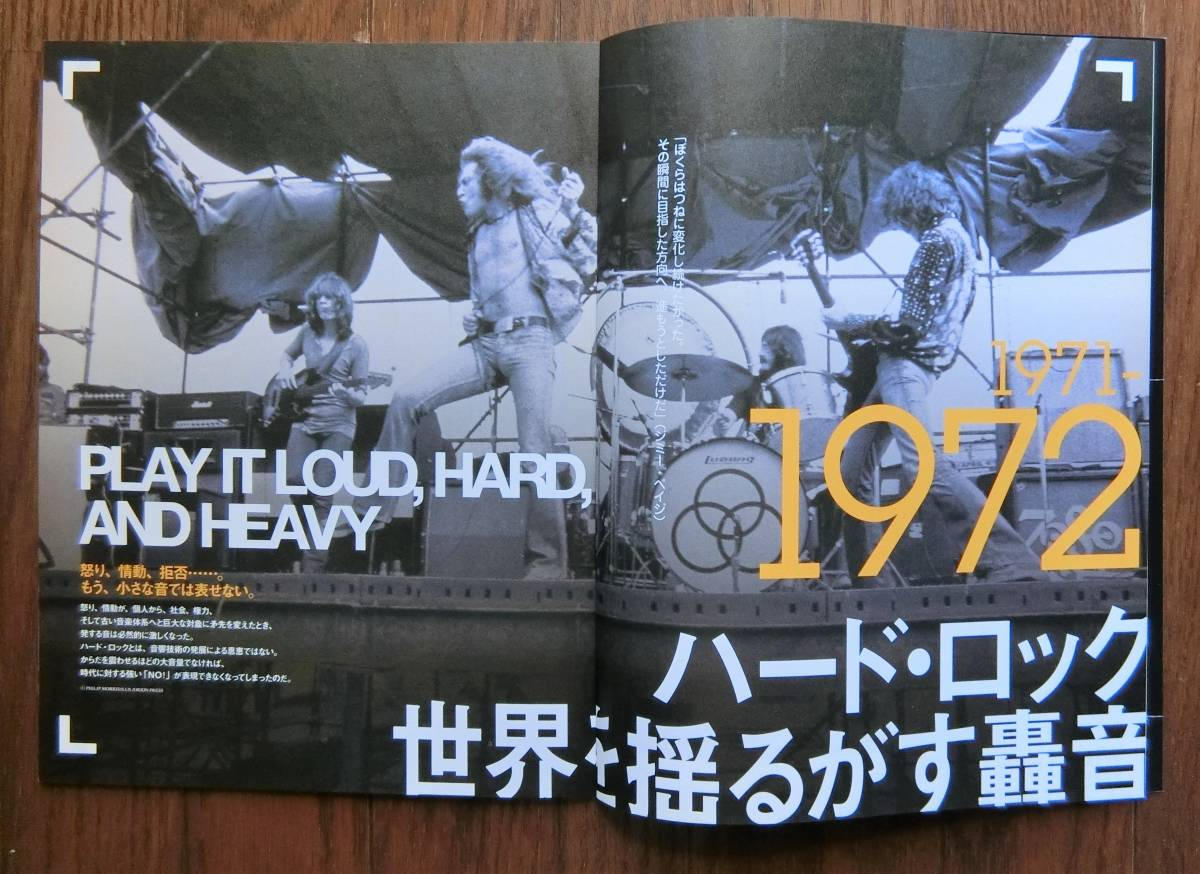 PLAY IT LOUD, HARD,
AND HEAVY
怒り、情動、拒否……。
もう、小さな音では表せない。
怒り、情動が、個人から、社会、権力、
そして古い音楽体系へと巨大な対象に矛先を変えたとき、
発する音は必然的に激しくなった。
ハード・ロックとは、音響技術の発展による恩恵ではない。
からだを震わせるほどの大音量でなければ、
時代に対する強い「NO!」が表現できなくなってしまったのだ。
「ぼくらはつねに変化し続けたかった。
その瞬間に目指した方向へ、進もうとしただけだ」（ジミー・ペイジ）
Marshall
LUDWIG
1971-
1972
ハード・ロック
世界を揺るがす轟音